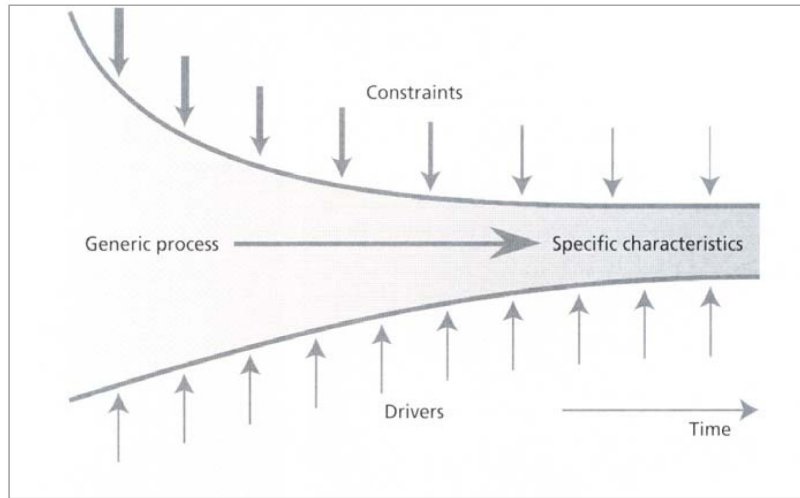 Constraints
Generic process
Specific characteristics
Drivers
Time